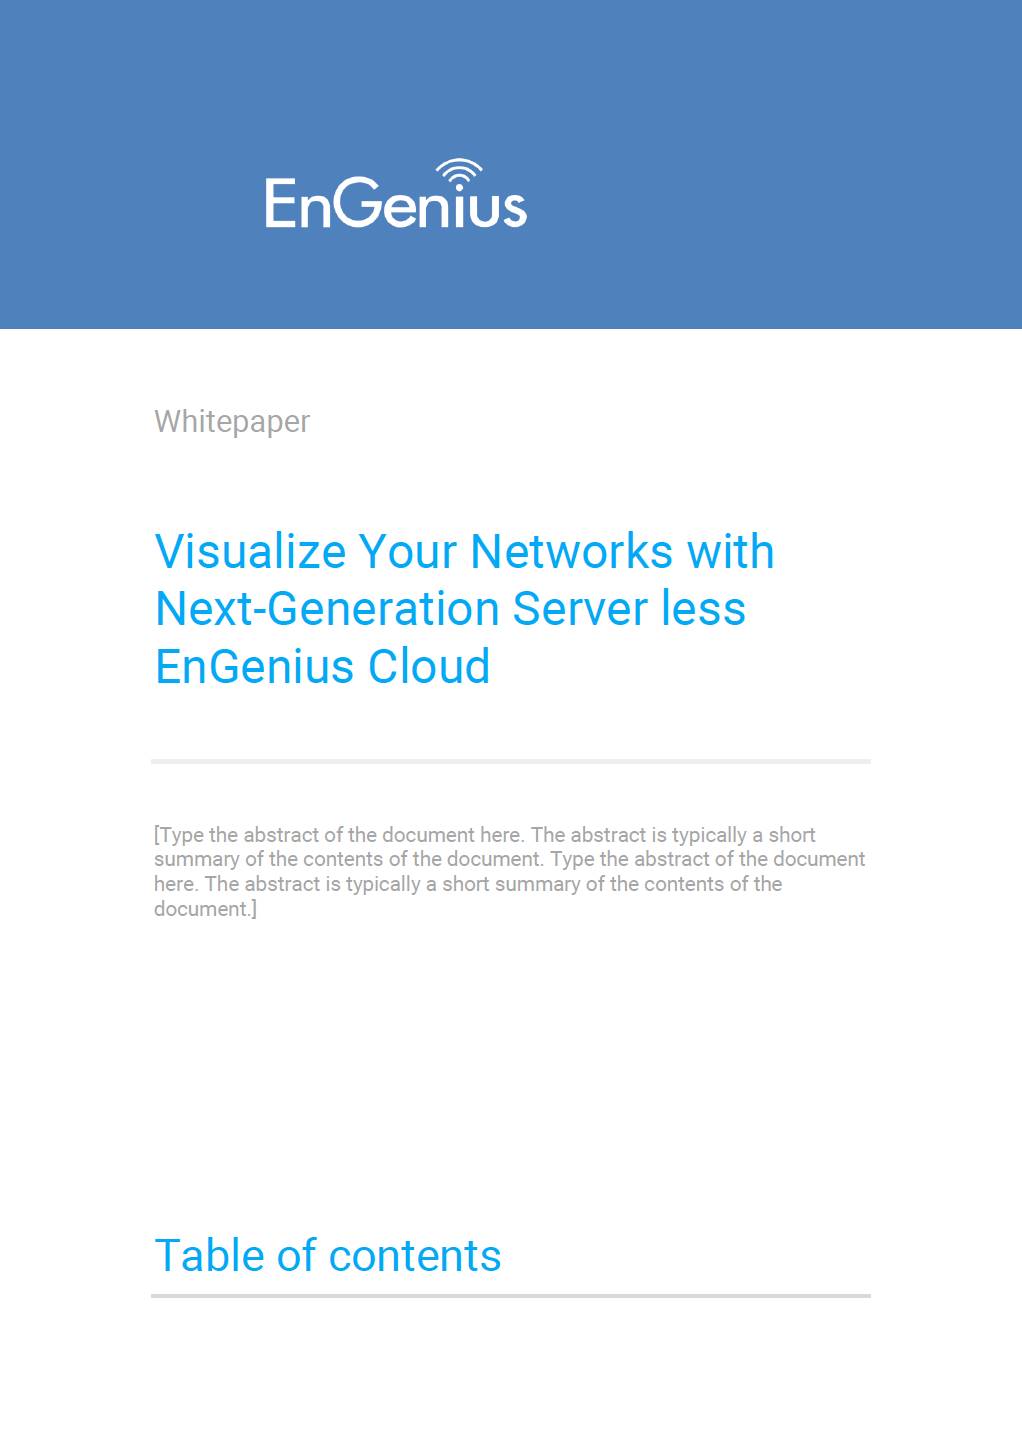 EnGenius
Whitepaper
Visualize Your Networks with
Next-Generation Server less
EnGenius Cloud
[Type the abstract of the document here. The abstract is typically a short
summary of the contents of the document. Type the abstract of the document
here. The abstract is typically a short summary of the contents of the
document.]
Table of contents